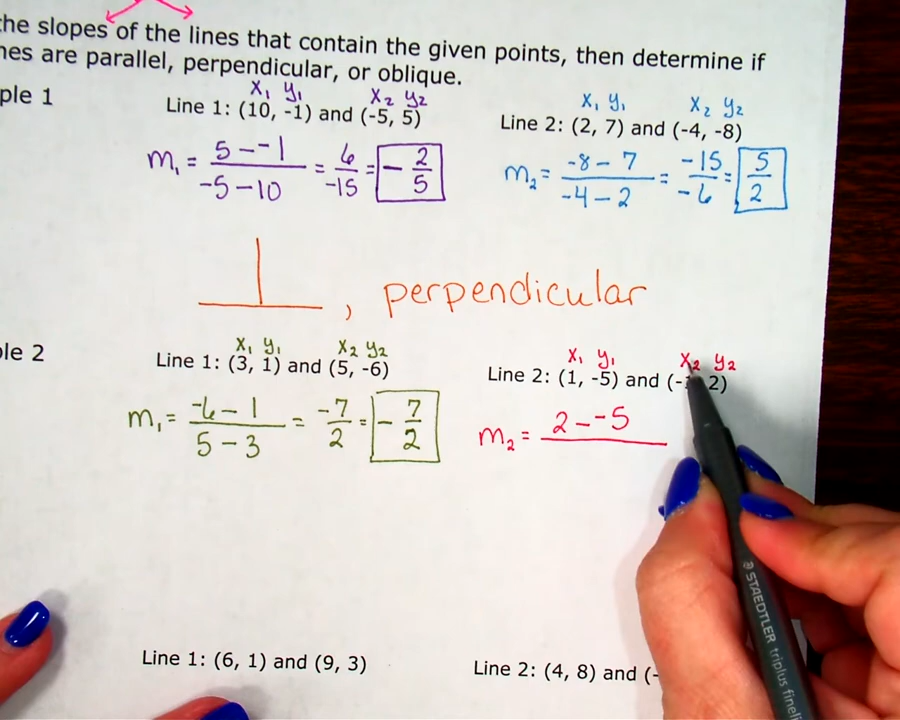 the slopes of the lines that contain the given points, then determine if
nes are parallel, perpendicular, or oblique.
ple 1
x₁ y₁ x₂ y₂
Line 1: (10, -1) and (-5, 5)
m₁ = 5 - -1 / -5 - 10 = 6 / -15 = - 2 / 5
x₁ y₁ x₂ y₂
Line 2: (2, 7) and (-4, -8)
m₂ = -8 - 7 / -4 - 2 = -15 / -6 = 5 / 2
⊥ , perpendicular
le 2
x₁ y₁ x₂ y₂
Line 1: (3, 1) and (5, -6)
m₁ = -6 - 1 / 5 - 3 = -7 / 2 = - 7 / 2
x₁ y₁ x₂ y₂
Line 2: (1, -5) and (- 2)
m₂ = 2 - -5
Line 1: (6, 1) and (9, 3)
Line 2: (4, 8) and (-
STAEDTLER triplus finel